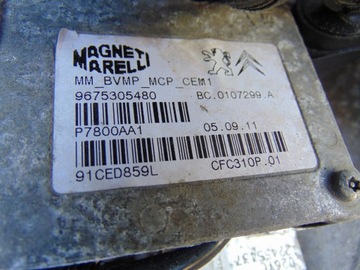 MAGNETI
MARELLI
MM_BVMP_MCP_CEM1
9675305480 BC.0107299.A
P7800AA1 05.09.11
91CED859L CFC310P.01